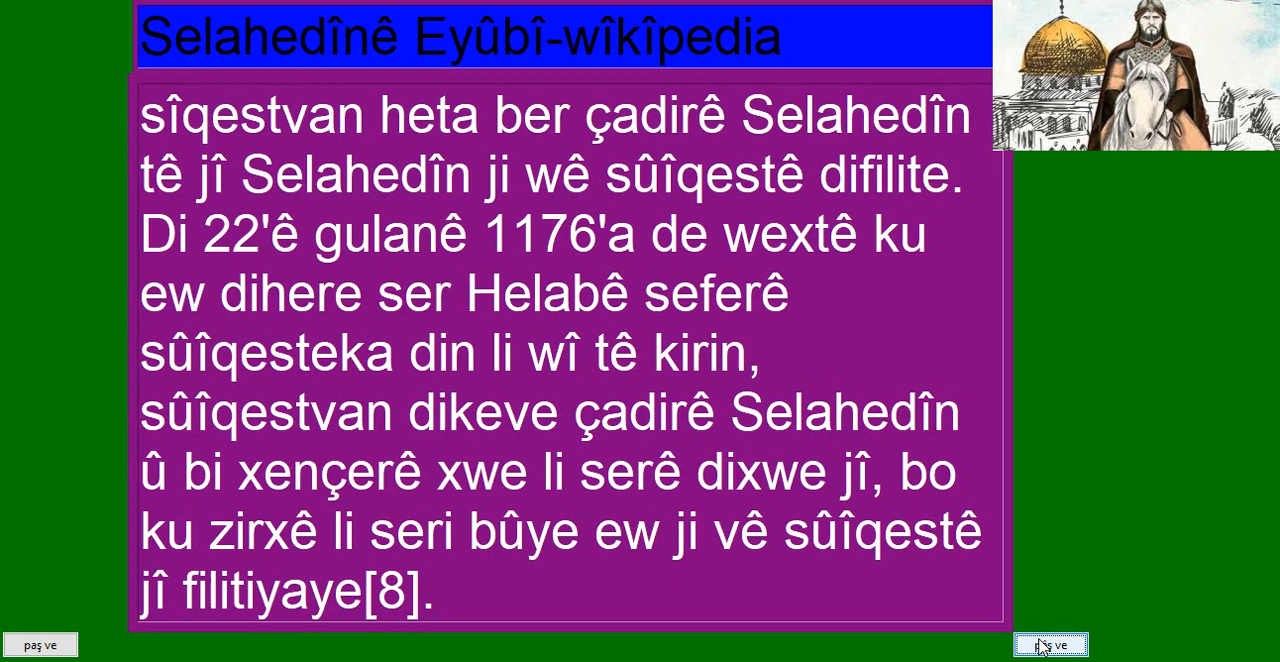 Selahedînê Eyûbî-wîkîpedia
sîqestvan heta ber çadirê Selahedîn
tê jî Selahedîn ji wê sûîqestê difilite.
Di 22'ê gulanê 1176'a de wextê ku
ew dihere ser Helabê seferê
sûîqesteka din li wî tê kirin,
sûîqestvan dikeve çadirê Selahedîn
û bi xençerê xwe li serê dixwe jî, bo
ku zirxê li seri bûye ew ji vê sûîqestê
jî filitiyaye[8].
paş ve
ve